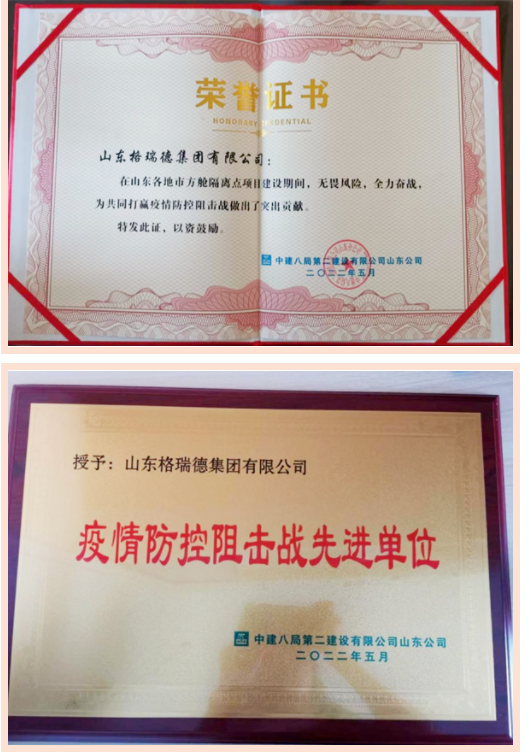 荣誉证书
HONORARY CREDENTIAL
山东格瑞德集团有限公司：
在山东各地市方舱隔离点项目建设期间，无畏风险，全力奋战，
为共同打赢疫情防控阻击战做出了突出贡献。
特发此证，以资鼓励。
中建八局第二建设有限公司山东公司
二〇二二年五月
授予：山东格瑞德集团有限公司
疫情防控阻击战先进单位
中建八局第二建设有限公司山东公司
二〇二二年五月